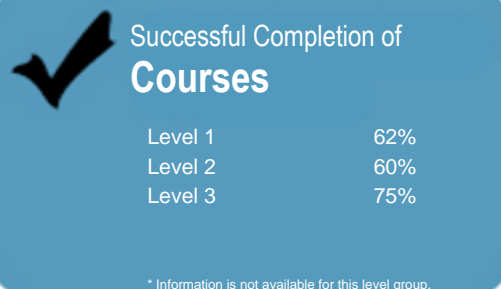 Successful Completion of
Courses
Level 1 62%
Level 2 60%
Level 3 75%
* Information is not available for this level group.